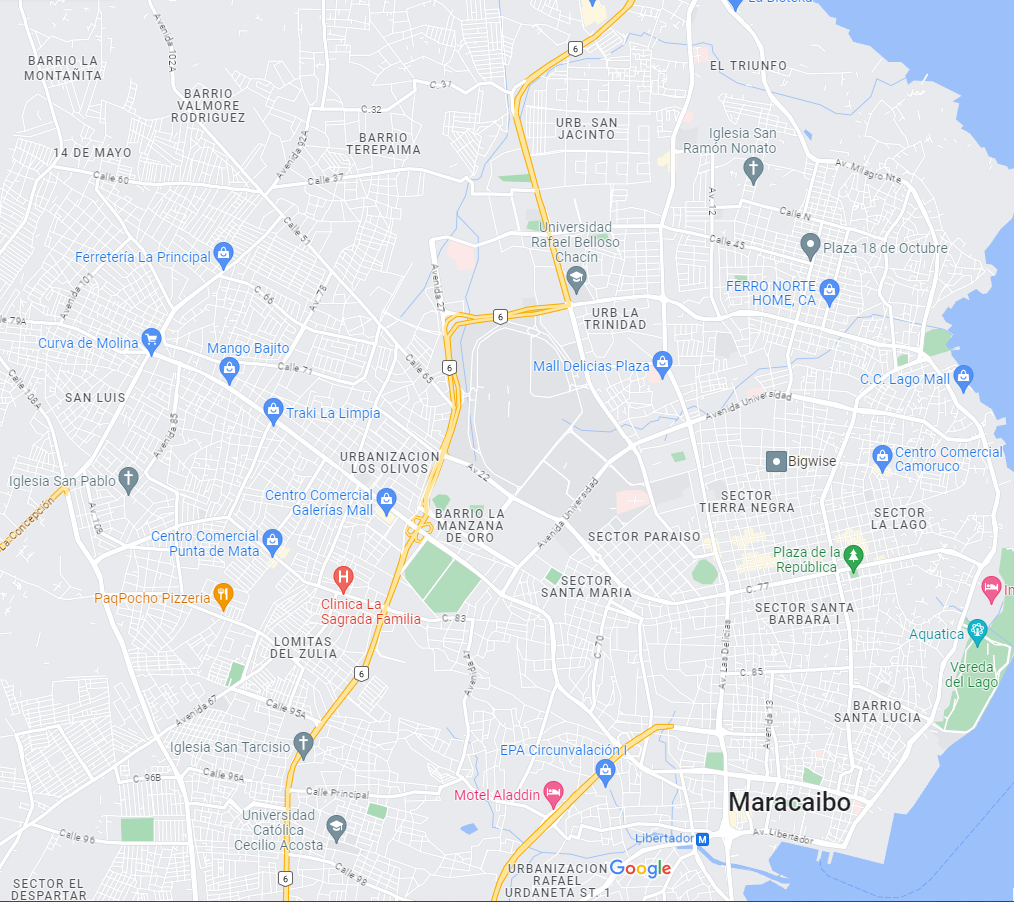 La Bioteka
6
BARRIO LA
MONTAÑITA
Avenida 102A
EL TRIUNFO
BARRIO
VALMORE
RODRIGUEZ
C. 37
C. 32
URB. SAN
JACINTO
BARRIO
TEREPAIMA
Iglesia San
Ramón Nonato
14 DE MAYO
Avenida 92A
Calle 60
Calle 37
Av. Milagro Nte
Av. 12
Calle N
Calle 51
Universidad
Rafael Belloso
Chacín
Calle 45
Plaza 18 de Octubre
Ferretería La Principal
Avenida 27
Avenida 101
C. 66
Av. 78
FERRO NORTE
HOME, CA
6
URB LA
TRINIDAD
lle 79A
Curva de Molina
Mango Bajito
6
Calle 71
Calle 65
Mall Delicias Plaza
C.C. Lago Mall
Calle 108A
SAN LUIS
Traki La Limpia
Avenida Universidad
Avenida 85
URBANIZACION
LOS OLIVOS
Av. 22
Bigwise
Centro Comercial
Camoruco
Iglesia San Pablo
La Concepción
Av. 108
Centro Comercial
Galerías Mall
Avenida Universidad
SECTOR
TIERRA NEGRA
SECTOR
LA LAGO
BARRIO LA
MANZANA
DE ORO
SECTOR PARAISO
Centro Comercial
Punta de Mata
Plaza de la
República
PaqPocho Pizzeria
Clinica La
Sagrada Familia
SECTOR
SANTA MARIA
C. 77
In
SECTOR SANTA
BARBARA I
C. 83
Aquatica
LOMITAS
DEL ZULIA
C. 70
Av. Las Delicias
Vereda
del Lago
6
Avenida 41
C. 85
Avenida 67
Calle 95A
Avenida 13
BARRIO
SANTA LUCIA
Iglesia San Tarcisio
EPA Circunvalación I
C. 96B
Calle 96A
Calle Principal
Motel Aladdin
Maracaibo
Universidad
Católica
Cecilio Acosta
Calle 96
Libertador
M
Av. Libertador
Calle 98
6
SECTOR EL
DESPARTAR
URBANIZACION
RAFAEL
URDANETA ST. 1
Google